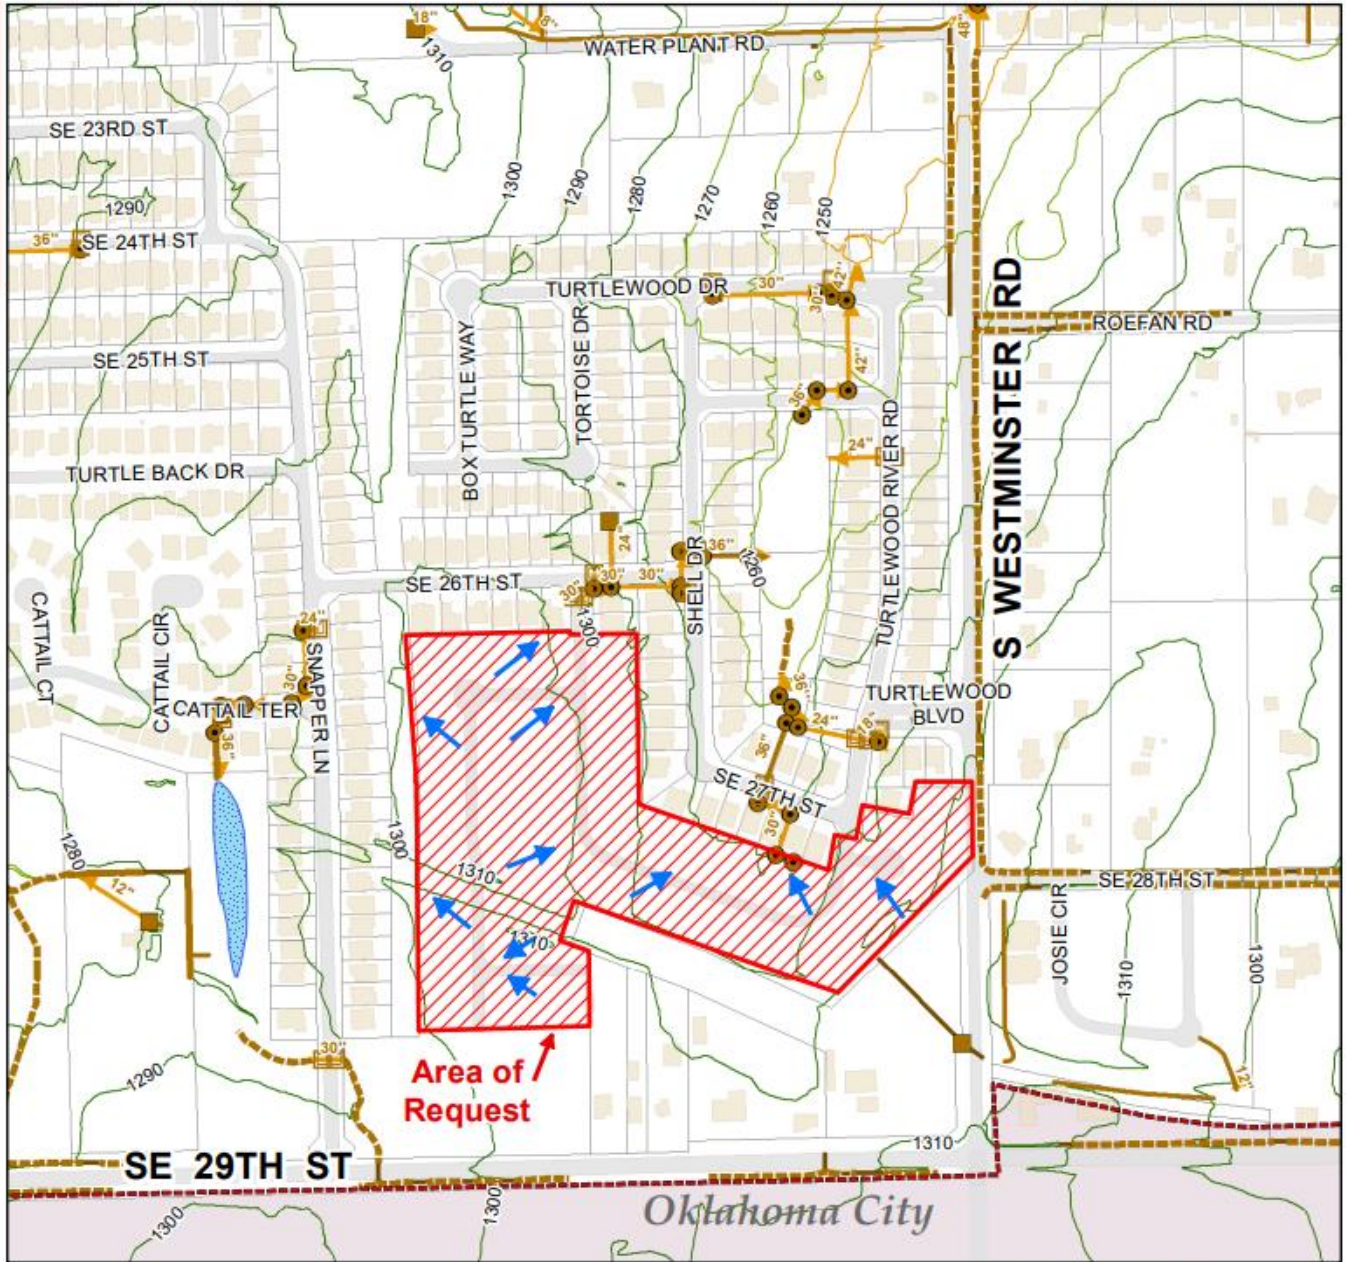 18"
8"
48"
1310
WATER PLANT RD
SE 23RD ST
1300
1290
1280
1270
1260
1250
1290
36"
SE 24TH ST
TURTLEWOOD DR
30"
30"
42"
S WESTMINSTER RD
ROEFAN RD
SE 25TH ST
BOX TURTLE WAY
TORTOISE DR
42"
36"
TURTLE BACK DR
24"
TURTLEWOOD RIVER RD
24"
36"
1260
SE 26TH ST
30"
30"
30"
SHELL DR
1300
CATTAIL CT
CATTAIL CIR
24"
SNAPPER LN
30"
CATTAIL TER
36"
36"
24"
18"
TURTLEWOOD
BLVD
36"
SE 27TH ST
30"
1300
1280
12"
1310
1310
SE 28TH ST
JOSIE CIR
1310
1300
30"
1290
Area of
Request
12"
1310
SE 29TH ST
1300
1300
Oklahoma City